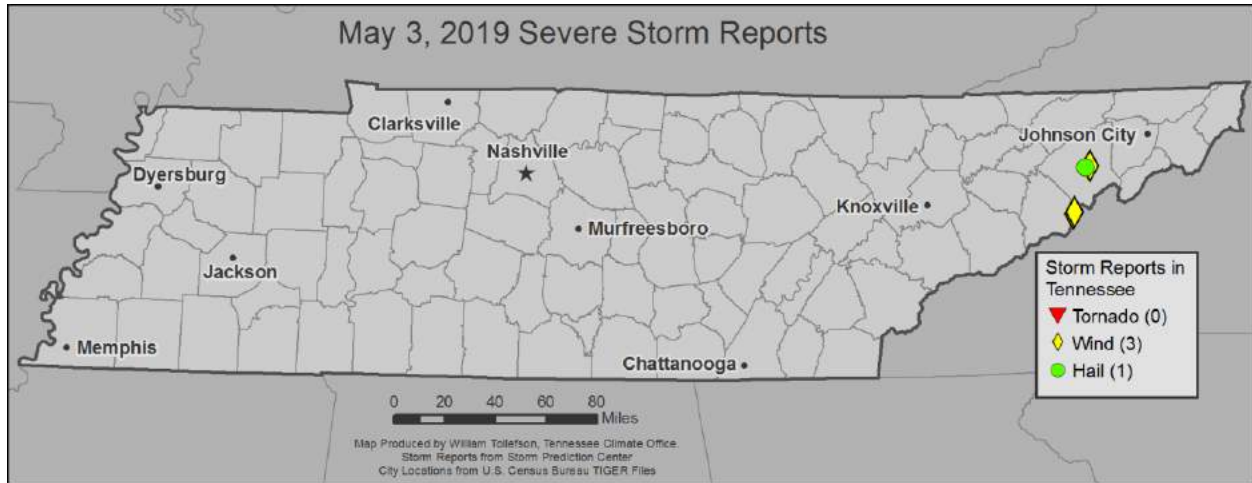 May 3, 2019 Severe Storm Reports
Clarksville
Johnson City
Nashville
Dyersburg
Knoxville
Murfreesboro
Jackson
Storm Reports in
Tennessee
Tornado (0)
Wind (3)
Hail (1)
Memphis
Chattanooga
0 20 40 80
Miles
Map Produced by William Tollefson, Tennessee Climate Office.
Storm Reports from Storm Prediction Center
City Locations from U.S. Census Bureau TIGER Files